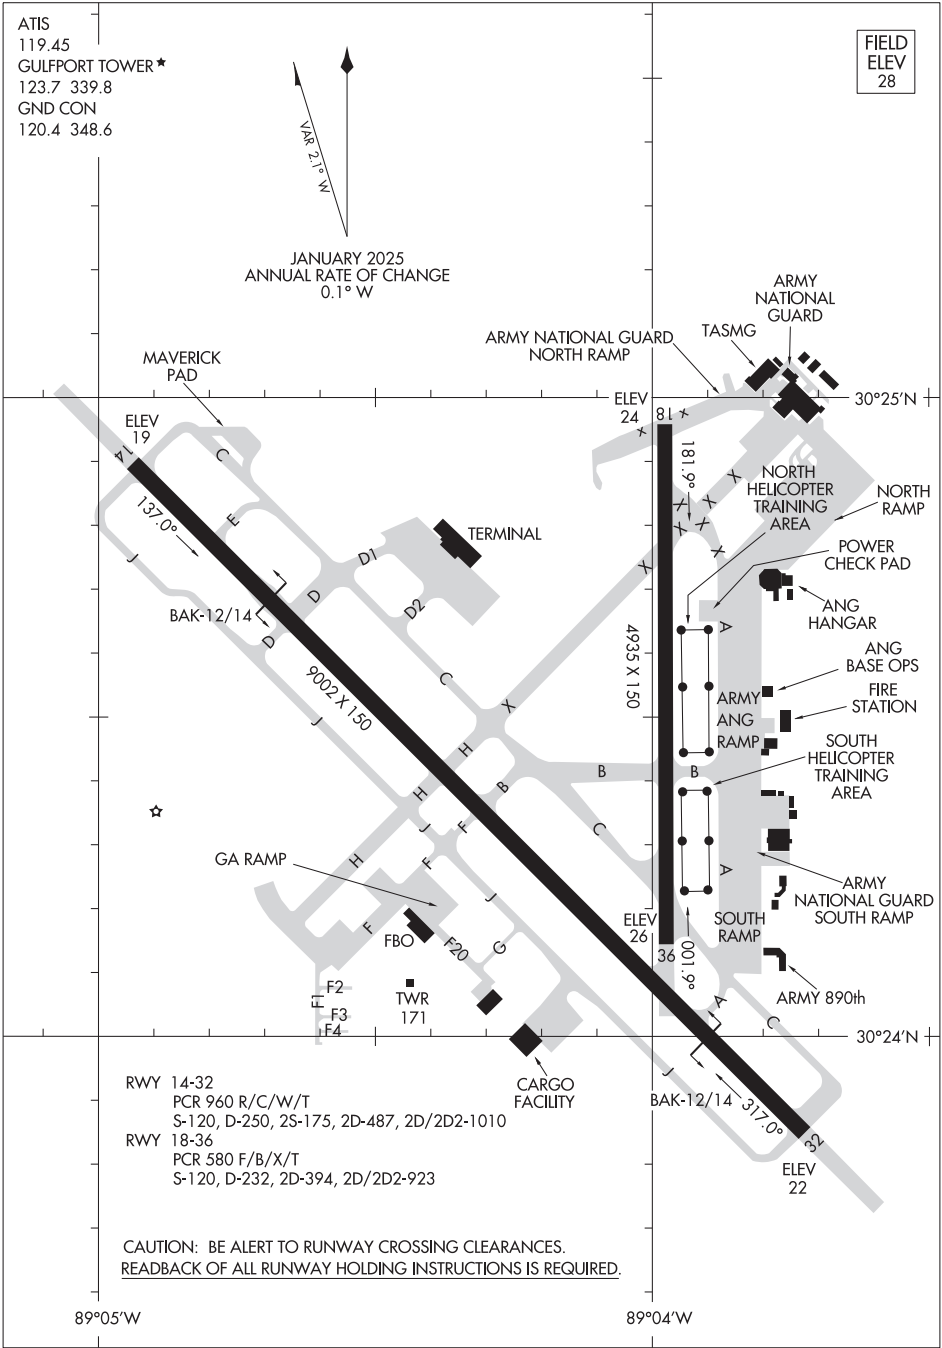 ATIS
119.45
GULFPORT TOWER
123.7 339.8
GND CON
120.4 348.6
FIELD
ELEV
28
VAR 2.1° W
JANUARY 2025
ANNUAL RATE OF CHANGE
0.1° W
ARMY
NATIONAL
GUARD
TASMG
ARMY NATIONAL GUARD
NORTH RAMP
MAVERICK
PAD
30°25'N
ELEV
24
18
X
X
ELEV
19
14
137.0°
C
E
J
181.9°
X
X
X
X
X
X
X
X
NORTH
HELICOPTER
TRAINING
AREA
NORTH
RAMP
TERMINAL
D1
D
D2
D
BAK-12/14
POWER
CHECK PAD
ANG
HANGAR
A
4935 X 150
9002 X 150
C
J
X
ANG
BASE OPS
ARMY
ANG
RAMP
FIRE
STATION
SOUTH
HELICOPTER
TRAINING
AREA
H
B
B
B
H
J
F
F
C
H
A
GA RAMP
J
F
FBO
F20
G
ELEV
26
36
001.9°
SOUTH
RAMP
ARMY
NATIONAL GUARD
SOUTH RAMP
ARMY 890th
F1
F2
F3
F4
TWR
171
A
C
30°24'N
CARGO
FACILITY
J
BAK-12/14
317.0°
32
ELEV
22
RWY 14-32
PCR 960 R/C/W/T
S-120, D-250, 2S-175, 2D-487, 2D/2D2-1010
RWY 18-36
PCR 580 F/B/X/T
S-120, D-232, 2D-394, 2D/2D2-923
CAUTION: BE ALERT TO RUNWAY CROSSING CLEARANCES.
READBACK OF ALL RUNWAY HOLDING INSTRUCTIONS IS REQUIRED.
89°05'W
89°04'W